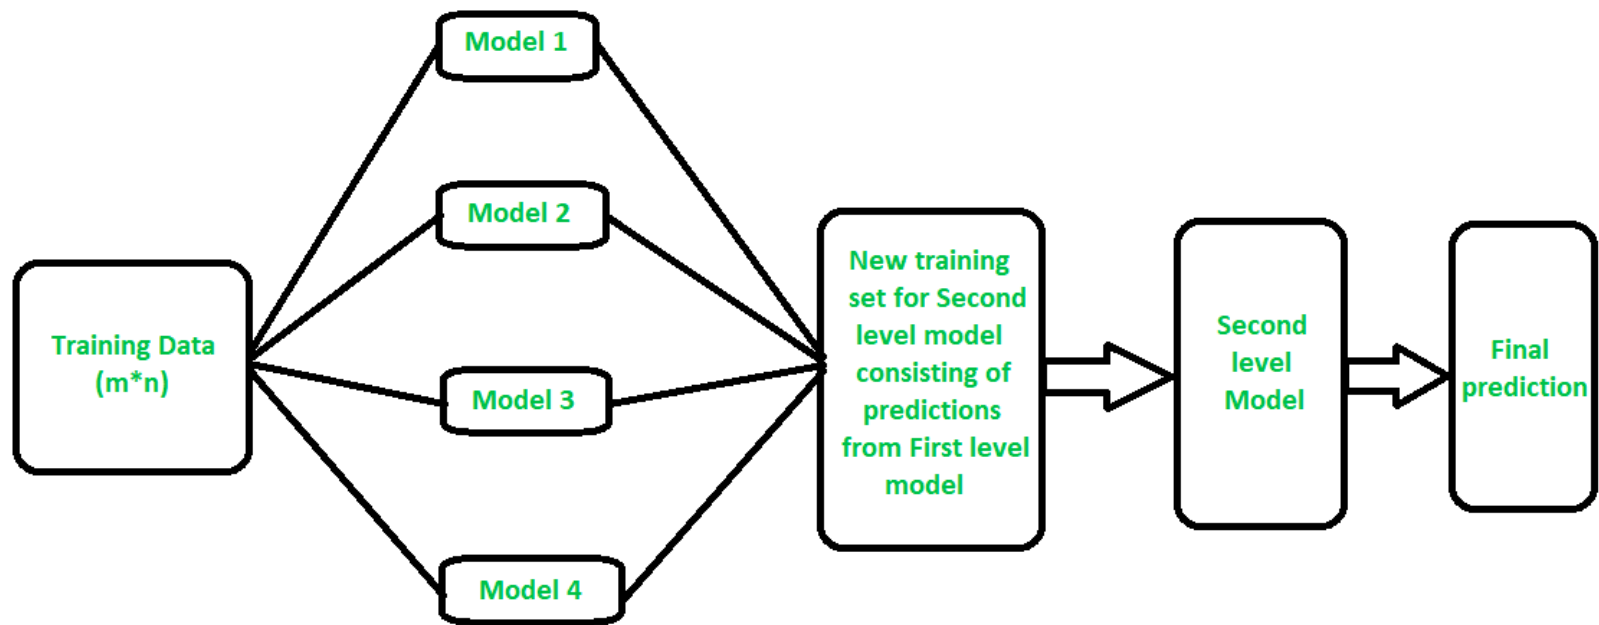 Training Data
(m*n)
Model 1
Model 2
Model 3
Model 4
New training
set for Second
level model
consisting of
predictions
from First level
model
Second
level
Model
Final
prediction